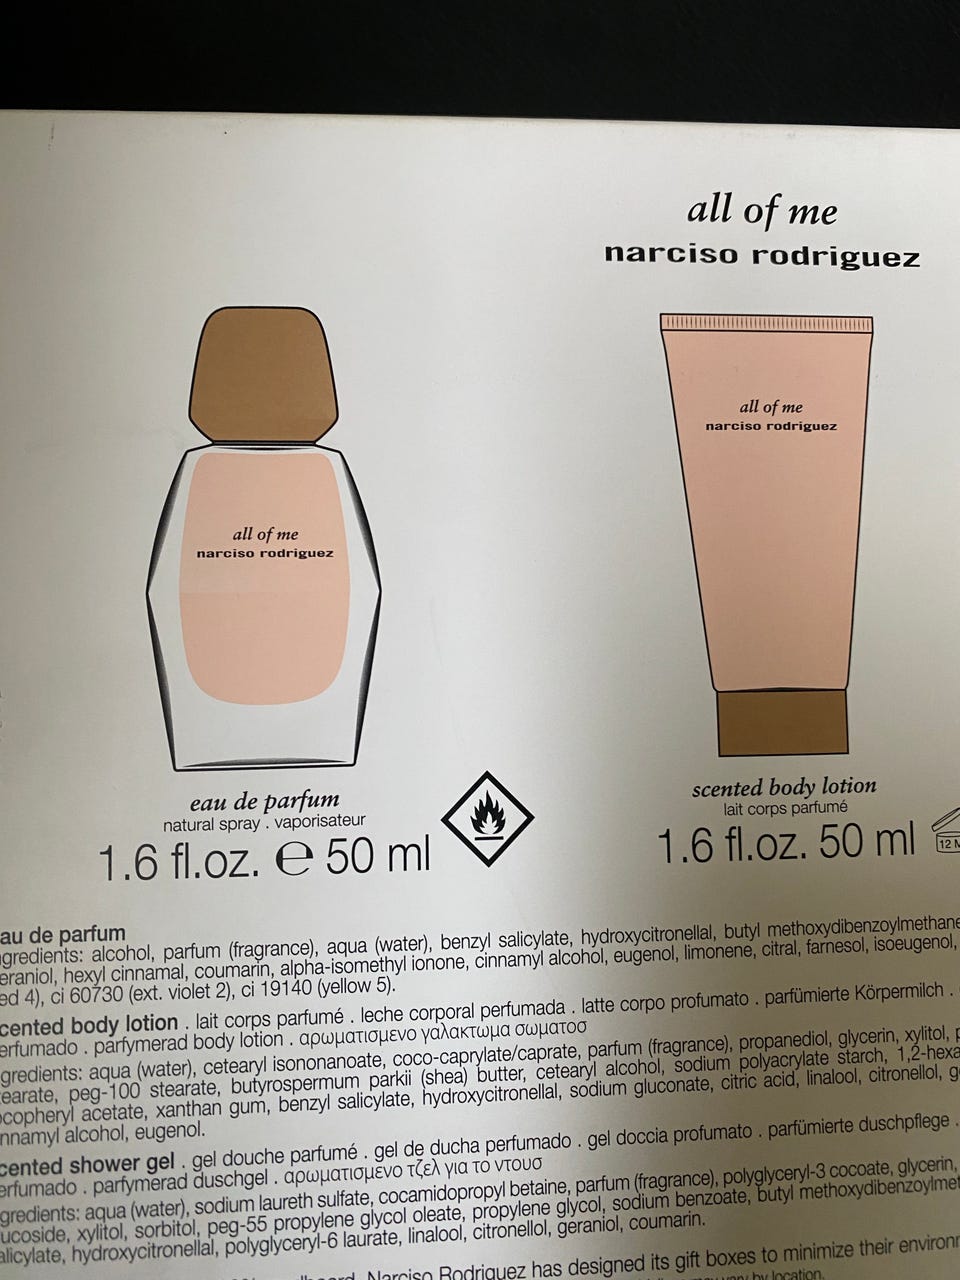 all of me
narciso rodriguez
all of me
narciso rodriguez
all of me
narciso rodriguez
eau de parfum
natural spray . vaporisateur
1.6 fl.oz. ℮ 50 ml
scented body lotion
lait corps parfumé
1.6 fl.oz. 50 ml
12 M
au de parfum
gredients: alcohol, parfum (fragrance), aqua (water), benzyl salicylate, hydroxycitronellal, butyl methoxydibenzoylmethane
eraniol, hexyl cinnamal, coumarin, alpha-isomethyl ionone, cinnamyl alcohol, eugenol, limonene, citral, farnesol, isoeugenol,
ed 4), ci 60730 (ext. violet 2), ci 19140 (yellow 5).
cented body lotion . lait corps parfumé . leche corporal perfumada . latte corpo profumato . parfümierte Körpermilch .
erfumado . parfymerad body lotion . αρωματισμενο γαλακτωμα σωματοσ
gredients: aqua (water), cetearyl isononanoate, coco-caprylate/caprate, parfum (fragrance), propanediol, glycerin, xylitol, p
earate, peg-100 stearate, butyrospermum parkii (shea) butter, cetearyl alcohol, sodium polyacrylate starch, 1,2-hexa
copheryl acetate, xanthan gum, benzyl salicylate, hydroxycitronellal, sodium gluconate, citric acid, linalool, citronellol, g
nnamyl alcohol, eugenol.
cented shower gel . gel douche parfumé . gel de ducha perfumado . gel doccia profumato . parfümierte duschpflege .
erfumado . parfymerad duschgel . αρωματισμενο τζελ για το ντουσ
gredients: aqua (water), sodium laureth sulfate, cocamidopropyl betaine, parfum (fragrance), polyglyceryl-3 cocoate, glycerin,
ucoside, xylitol, sorbitol, peg-55 propylene glycol oleate, propylene glycol, sodium benzoate, butyl methoxydibenzoylmet
alicylate, hydroxycitronellal, polyglyceryl-6 laurate, linalool, citronellol, geraniol, coumarin.
Narciso Rodriguez has designed its gift boxes to minimize their environ
vary by location.